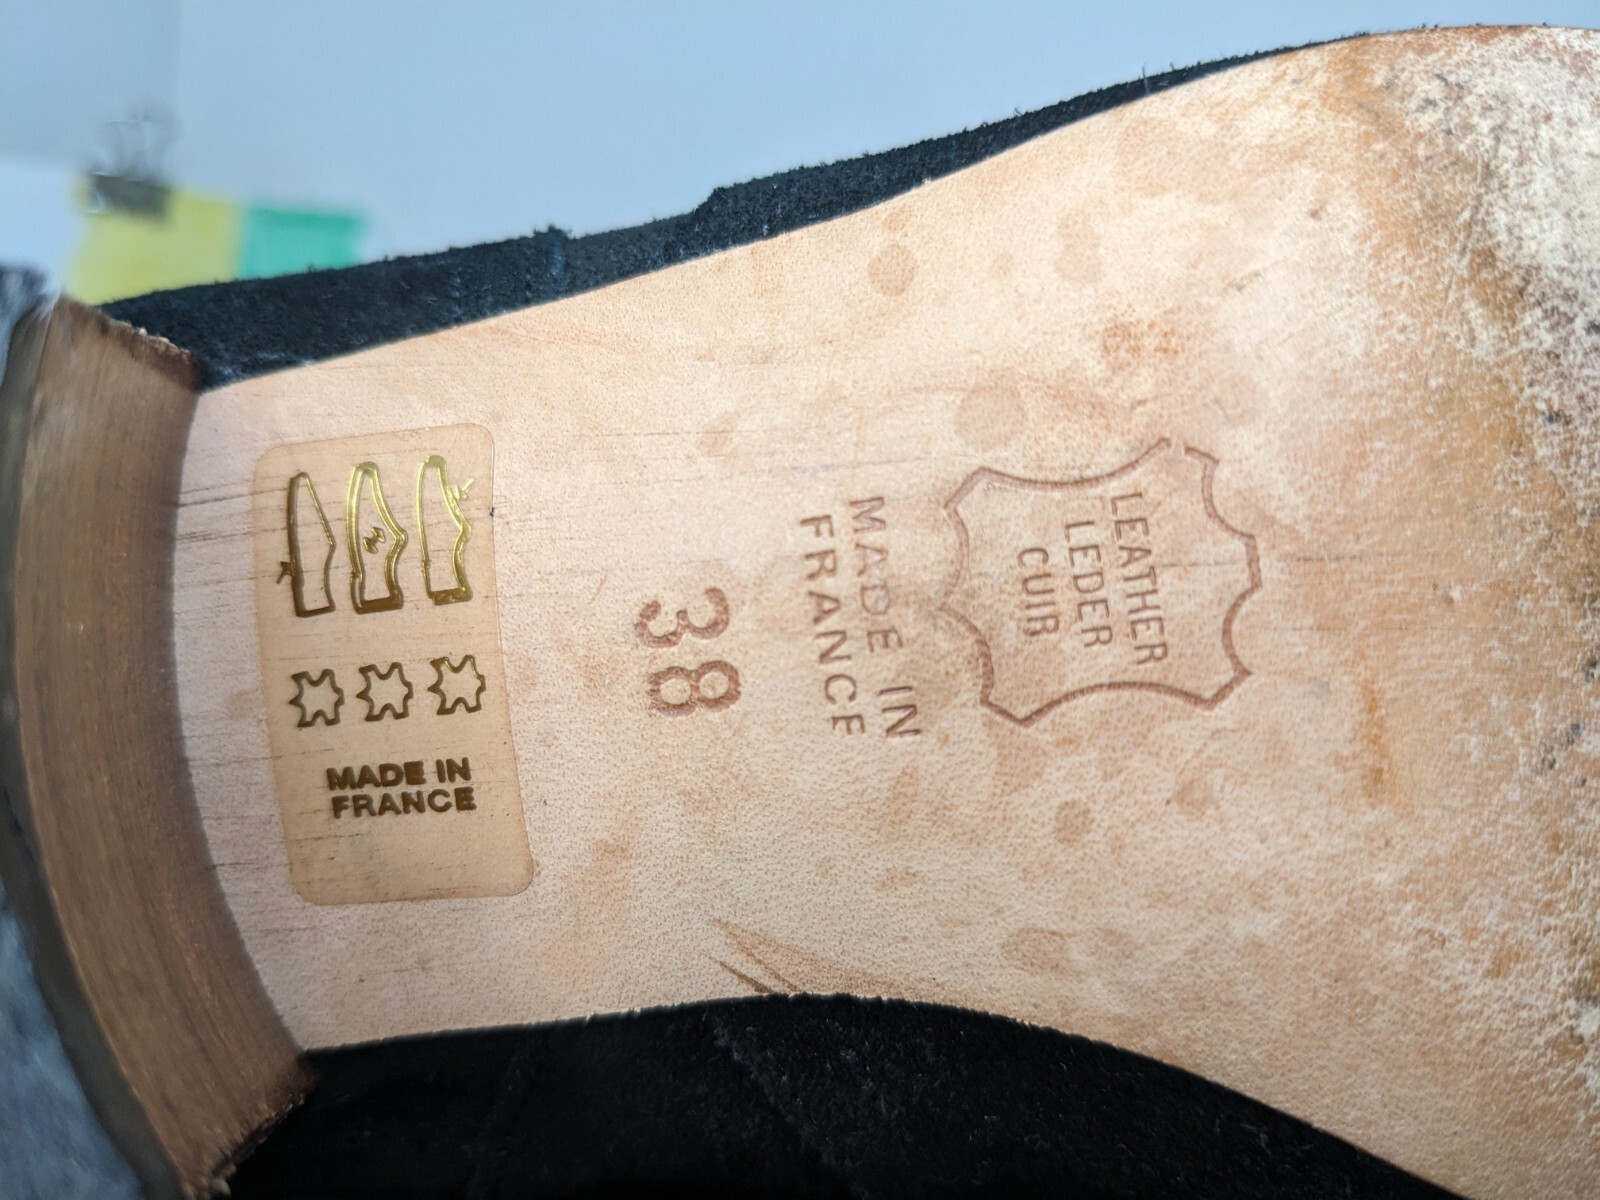 MADE IN
FRANCE
38
MADE IN
FRANCE
LEATHER
LEDER
CUIR